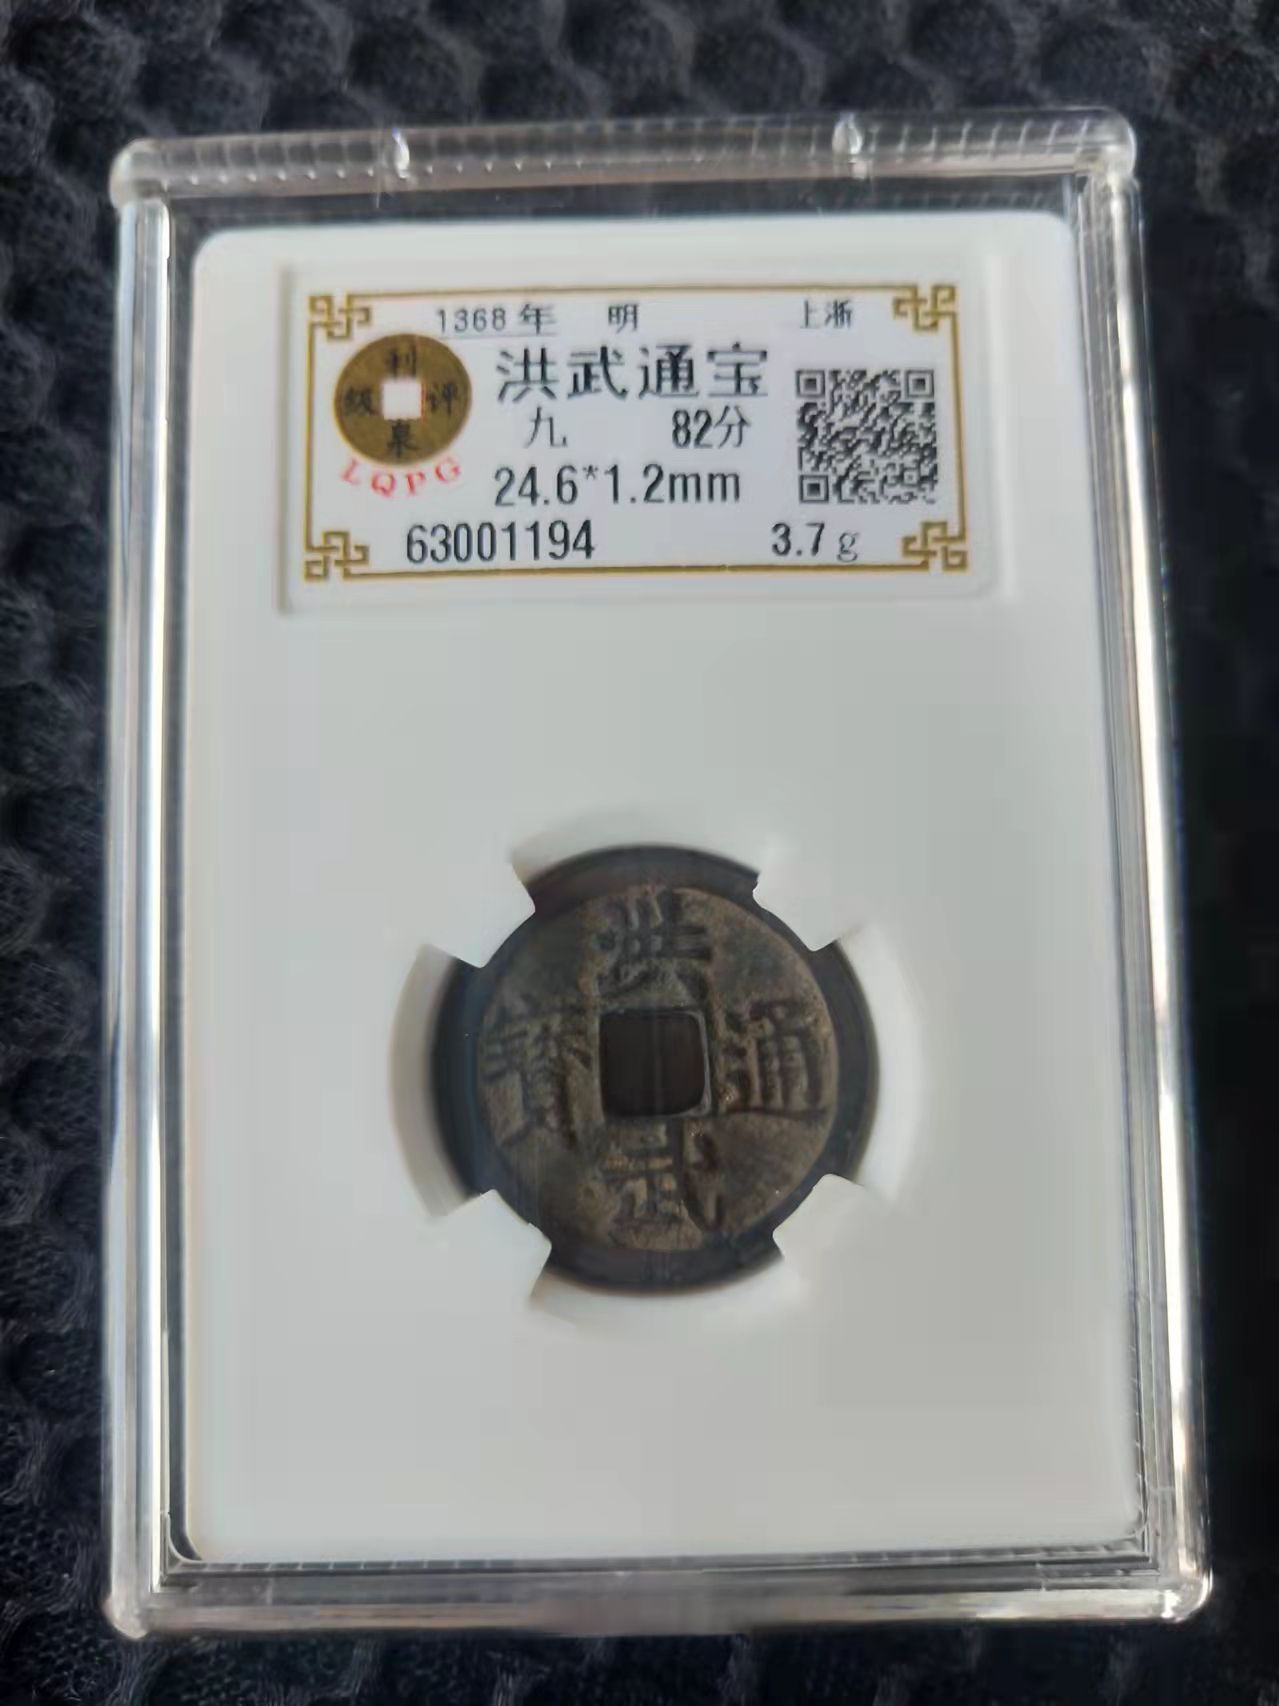 1368年 明 上浙
利泉评级
LQPG
洪武通宝
九 82分
24.6*1.2mm
63001194 3.7g
洪武通寶